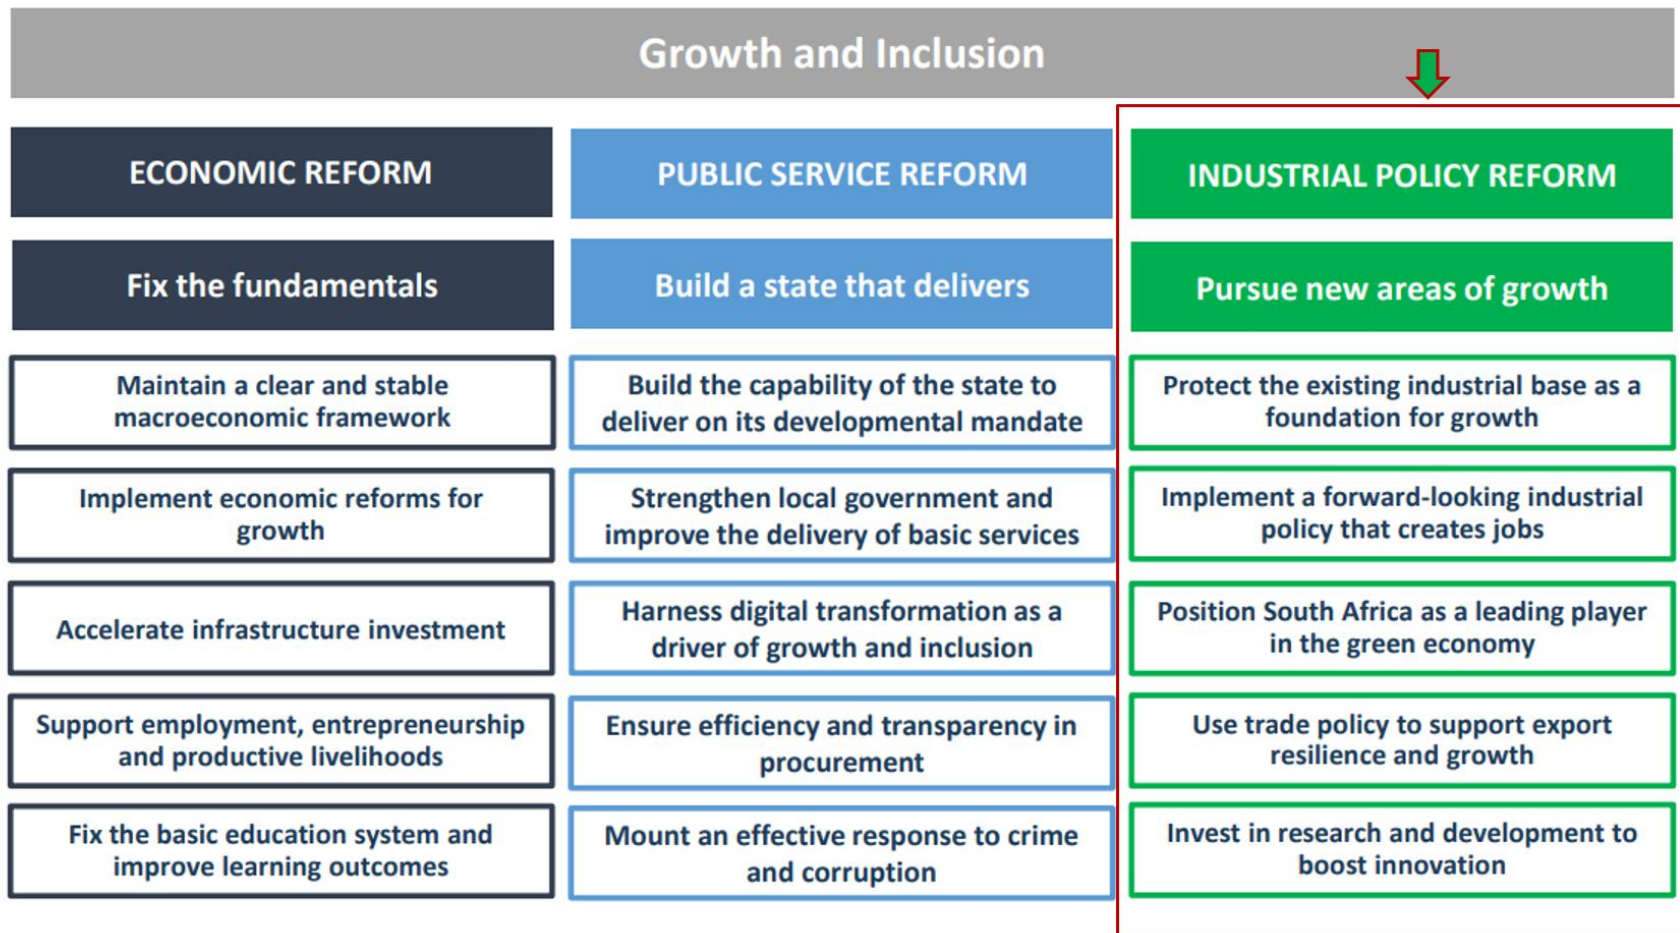 Growth and Inclusion
ECONOMIC REFORM
Fix the fundamentals
Maintain a clear and stable
macroeconomic framework
Implement economic reforms for
growth
Accelerate infrastructure investment
Support employment, entrepreneurship
and productive livelihoods
Fix the basic education system and
improve learning outcomes
PUBLIC SERVICE REFORM
Build a state that delivers
Build the capability of the state to
deliver on its developmental mandate
Strengthen local government and
improve the delivery of basic services
Harness digital transformation as a
driver of growth and inclusion
Ensure efficiency and transparency in
procurement
Mount an effective response to crime
and corruption
INDUSTRIAL POLICY REFORM
Pursue new areas of growth
Protect the existing industrial base as a
foundation for growth
Implement a forward-looking industrial
policy that creates jobs
Position South Africa as a leading player
in the green economy
Use trade policy to support export
resilience and growth
Invest in research and development to
boost innovation